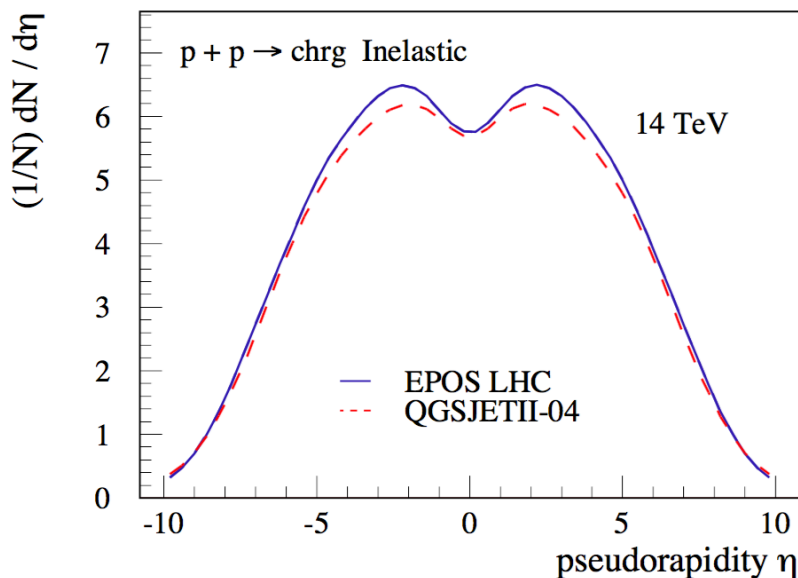 (1/N) dN / dη
7
6
5
4
3
2
1
0
p + p → chrg Inelastic
14 TeV
EPOS LHC
QGSJETII-04
-10 -5 0 5 10
pseudorapidity η